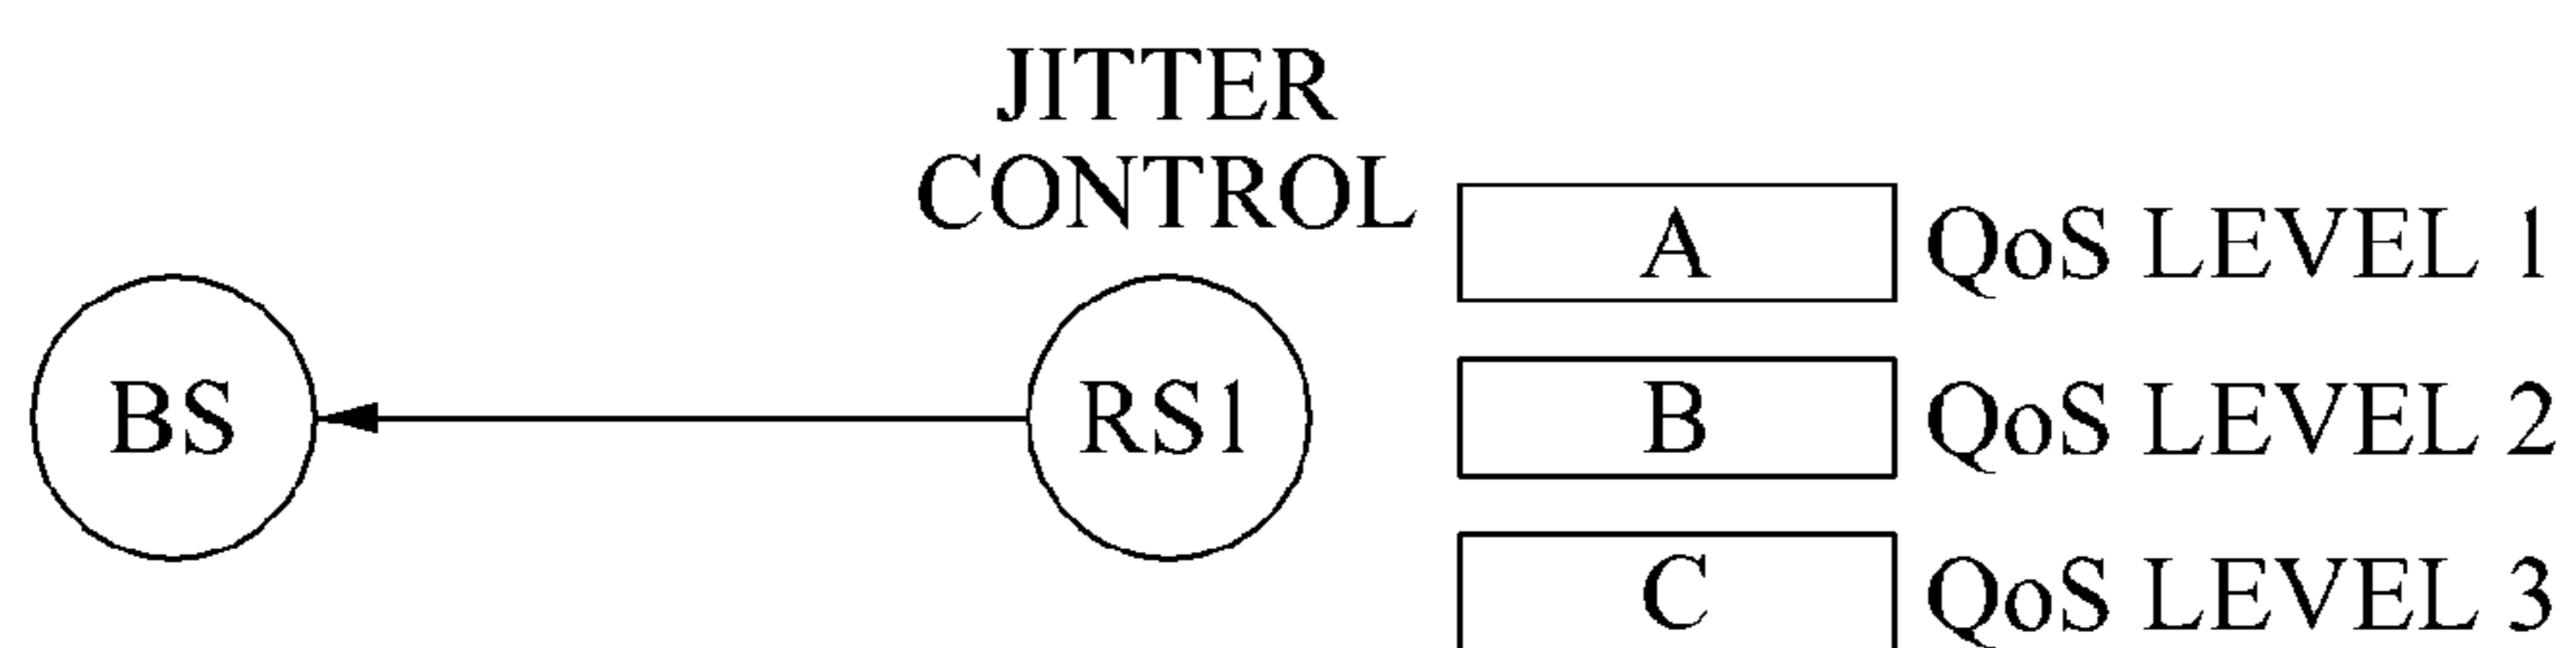 JITTER
CONTROL
A QoS LEVEL 1
BS RS1 B QoS LEVEL 2
C QoS LEVEL 3